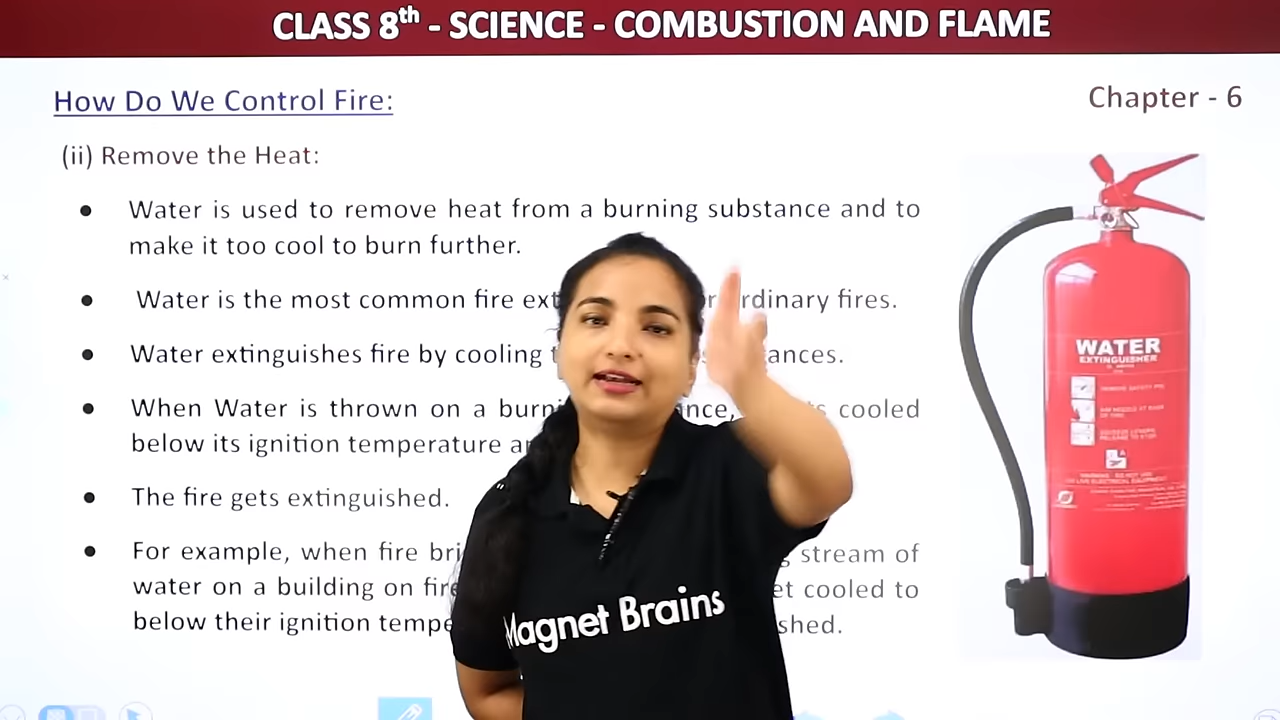 CLASS 8th - SCIENCE - COMBUSTION AND FLAME
How Do We Control Fire:
Chapter - 6
(ii) Remove the Heat:
● Water is used to remove heat from a burning substance and to
make it too cool to burn further.
● Water is the most common fire ext rdinary fires.
● Water extinguishes fire by cooling ances.
● When Water is thrown on a burni nce, cooled
below its ignition temperature a
● The fire gets extinguished.
● For example, when fire bri stream of
water on a building on fire et cooled to
below their ignition tempe shed.
WATER
EXTINGUISHER
Magnet Brains